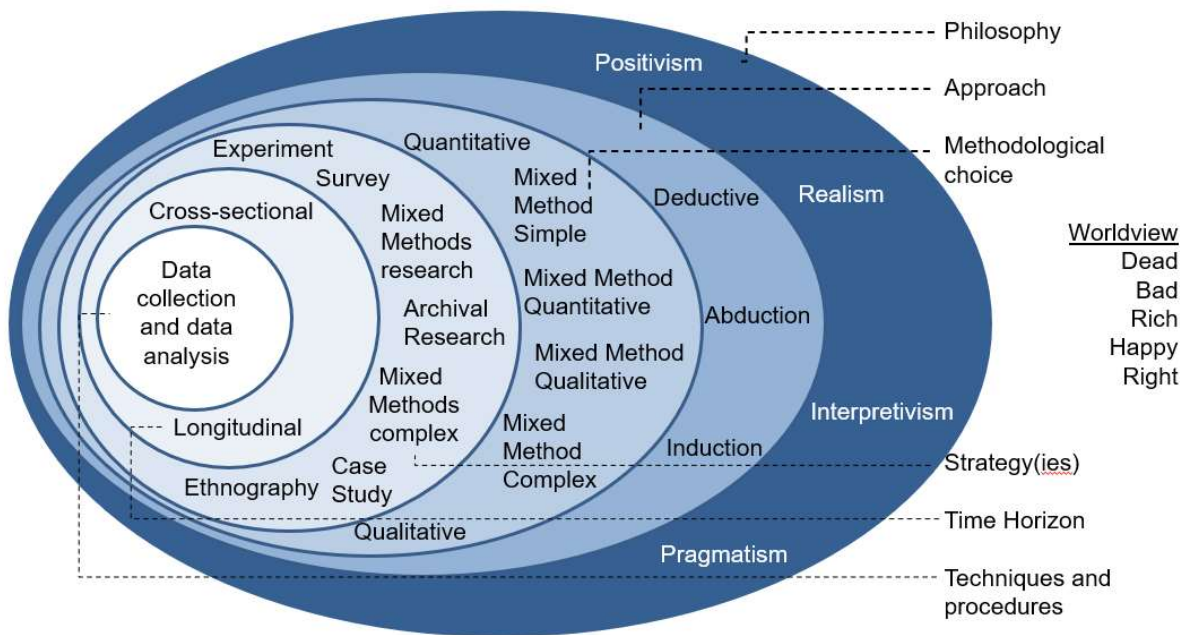 Philosophy
Positivism
Approach
Quantitative
Experiment
Methodological
choice
Survey
Mixed
Method
Simple
Deductive
Realism
Cross-sectional
Mixed
Methods
research
Worldview
Dead
Bad
Rich
Happy
Right
Data
collection
and data
analysis
Mixed Method
Quantitative
Archival
Research
Abduction
Mixed Method
Qualitative
Mixed
Methods
complex
Interpretivism
Longitudinal
Mixed
Method
Complex
Induction
Case
Study
Strategy(ies)
Ethnography
Time Horizon
Qualitative
Pragmatism
Techniques and
procedures